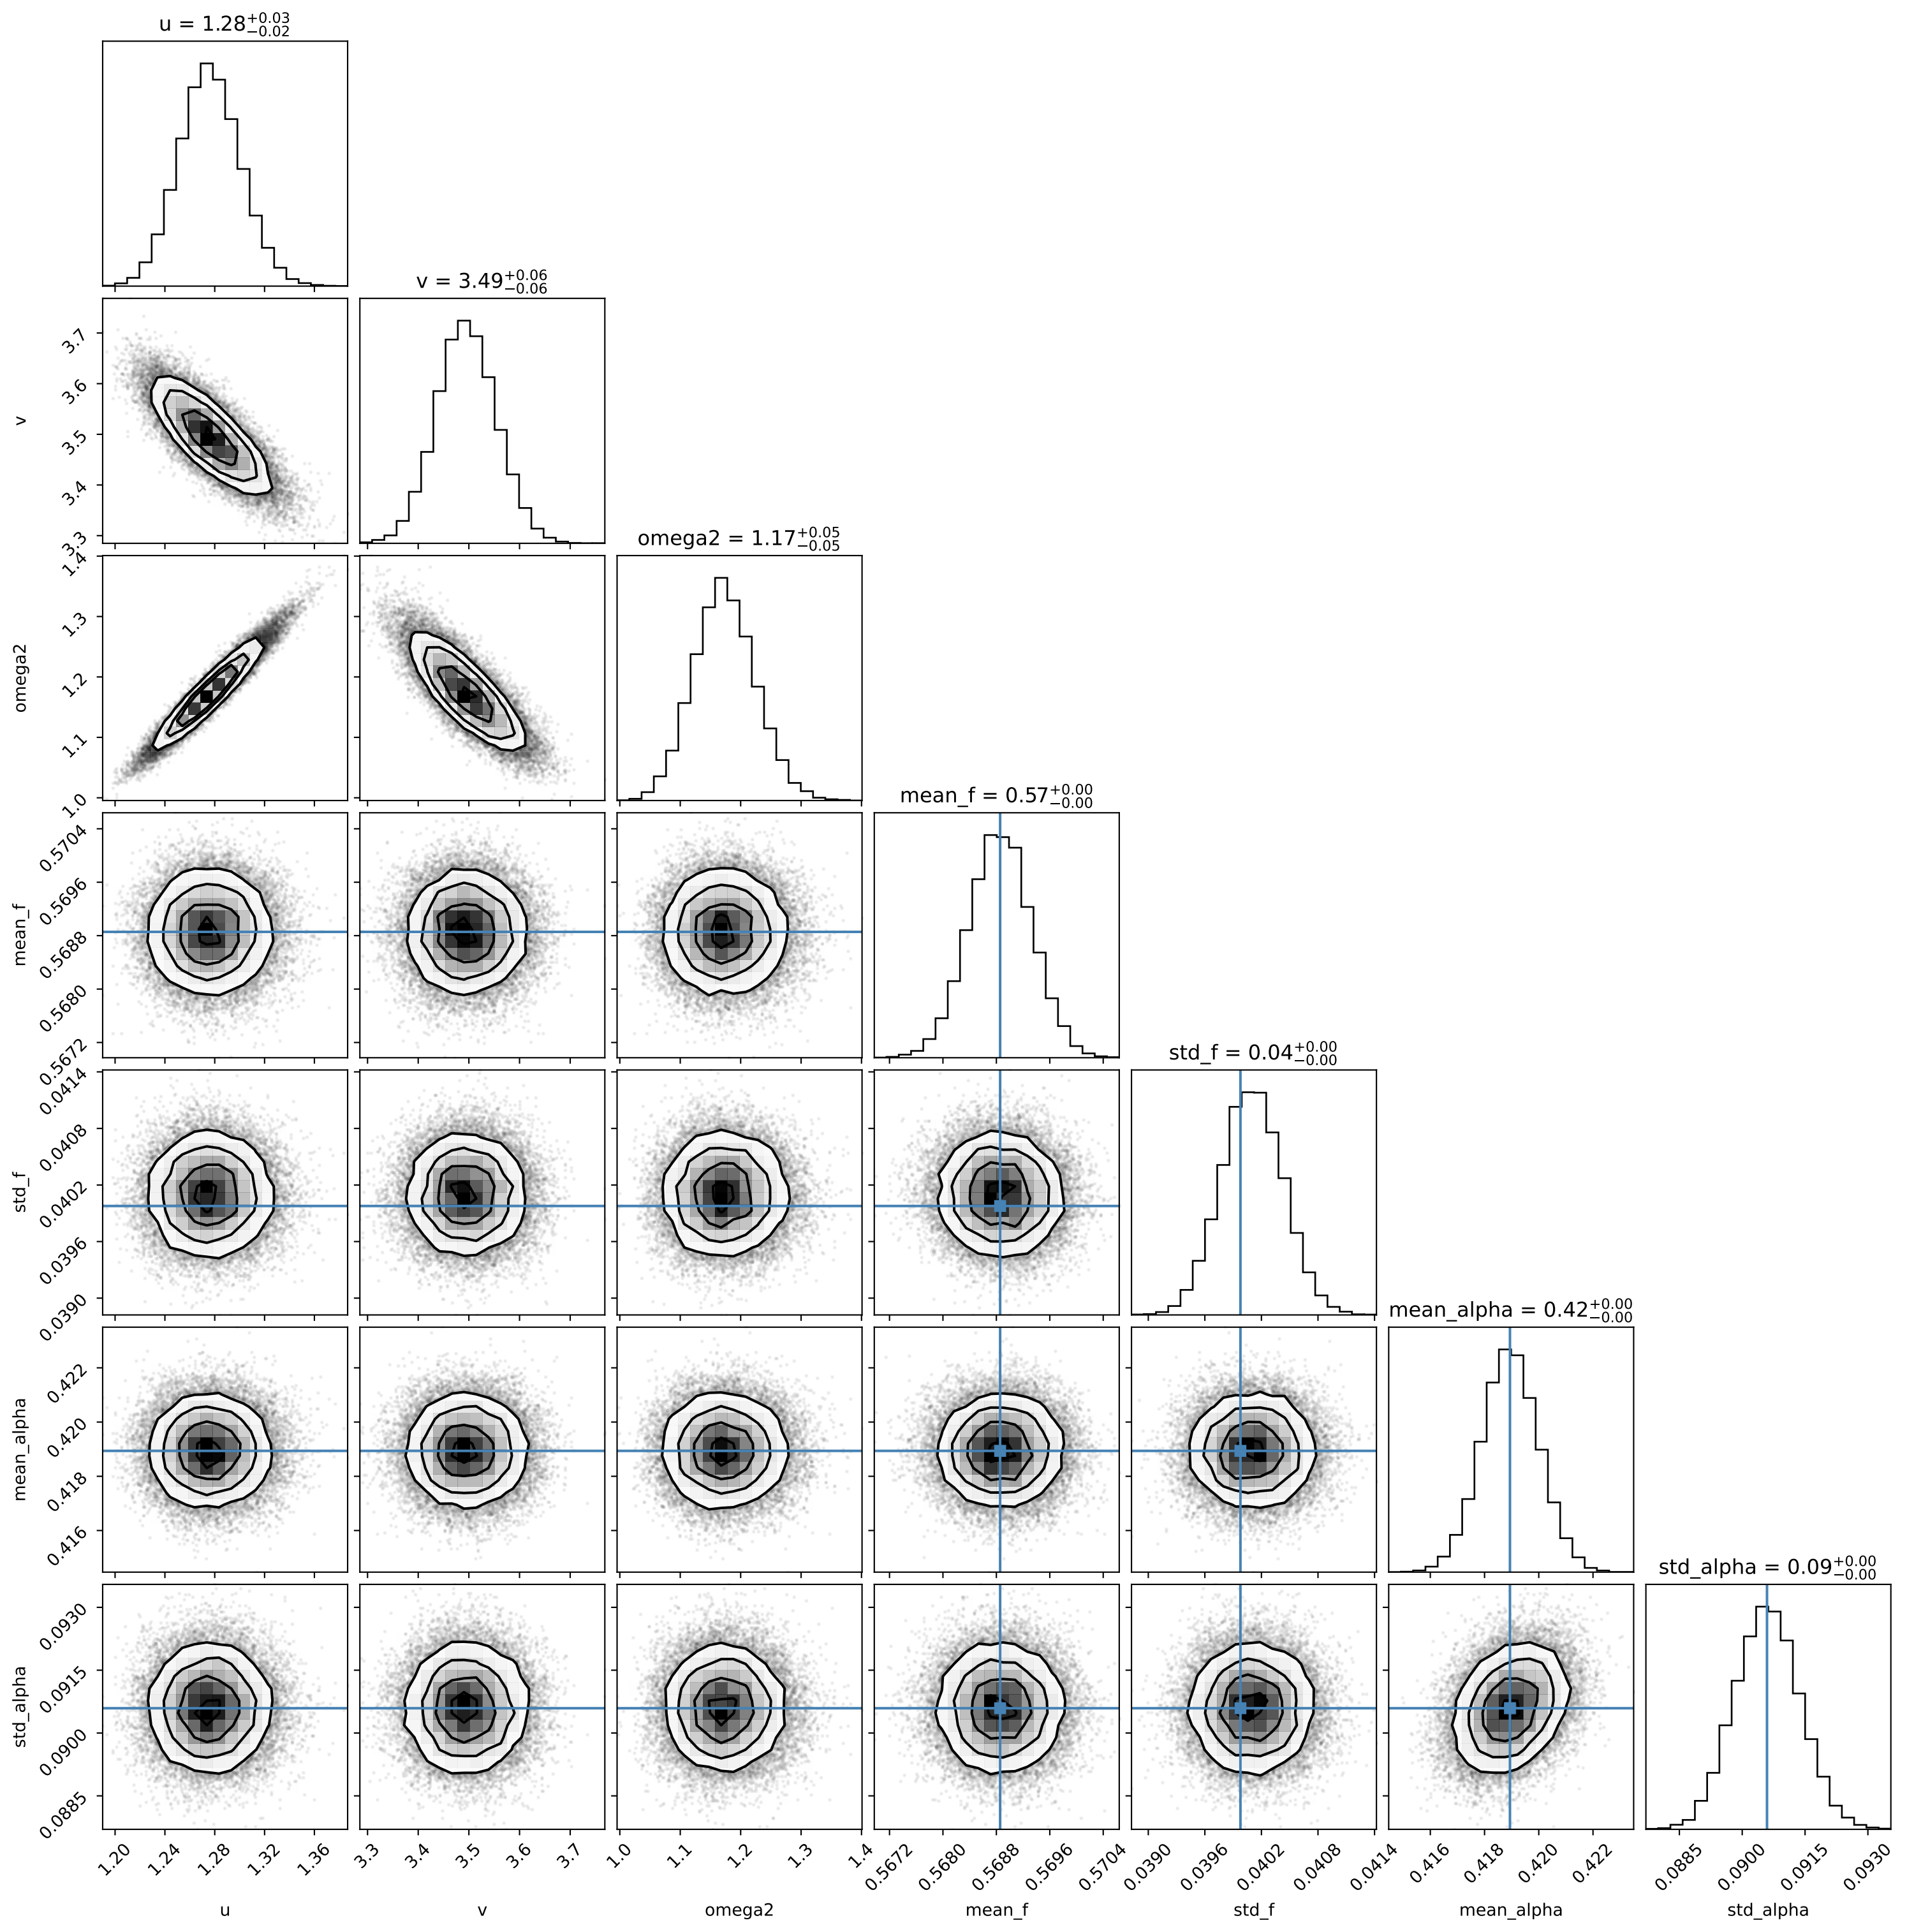 u = 1.28 +0.03 −0.02
v = 3.49 +0.06 −0.06
3.7
3.6
3.5
3.4
3.3
v
omega2 = 1.17 +0.05 −0.05
1.4
1.3
1.2
1.1
1.0
omega2
mean_f = 0.57 +0.00 −0.00
0.5704
0.5696
0.5688
0.5680
0.5672
mean_f
std_f = 0.04 +0.00 −0.00
0.0414
0.0408
0.0402
0.0396
0.0390
std_f
mean_alpha = 0.42 +0.00 −0.00
0.422
0.420
0.418
0.416
mean_alpha
std_alpha = 0.09 +0.00 −0.00
0.0930
0.0915
0.0900
0.0885
std_alpha
1.20 1.24 1.28 1.32 1.36 3.3 3.4 3.5 3.6 3.7 1.0 1.1 1.2 1.3 1.4 0.5672 0.5680 0.5688 0.5696 0.5704 0.0390 0.0396 0.0402 0.0408 0.0414 0.416 0.418 0.420 0.422 0.0885 0.0900 0.0915 0.0930
u v omega2 mean_f std_f mean_alpha std_alpha